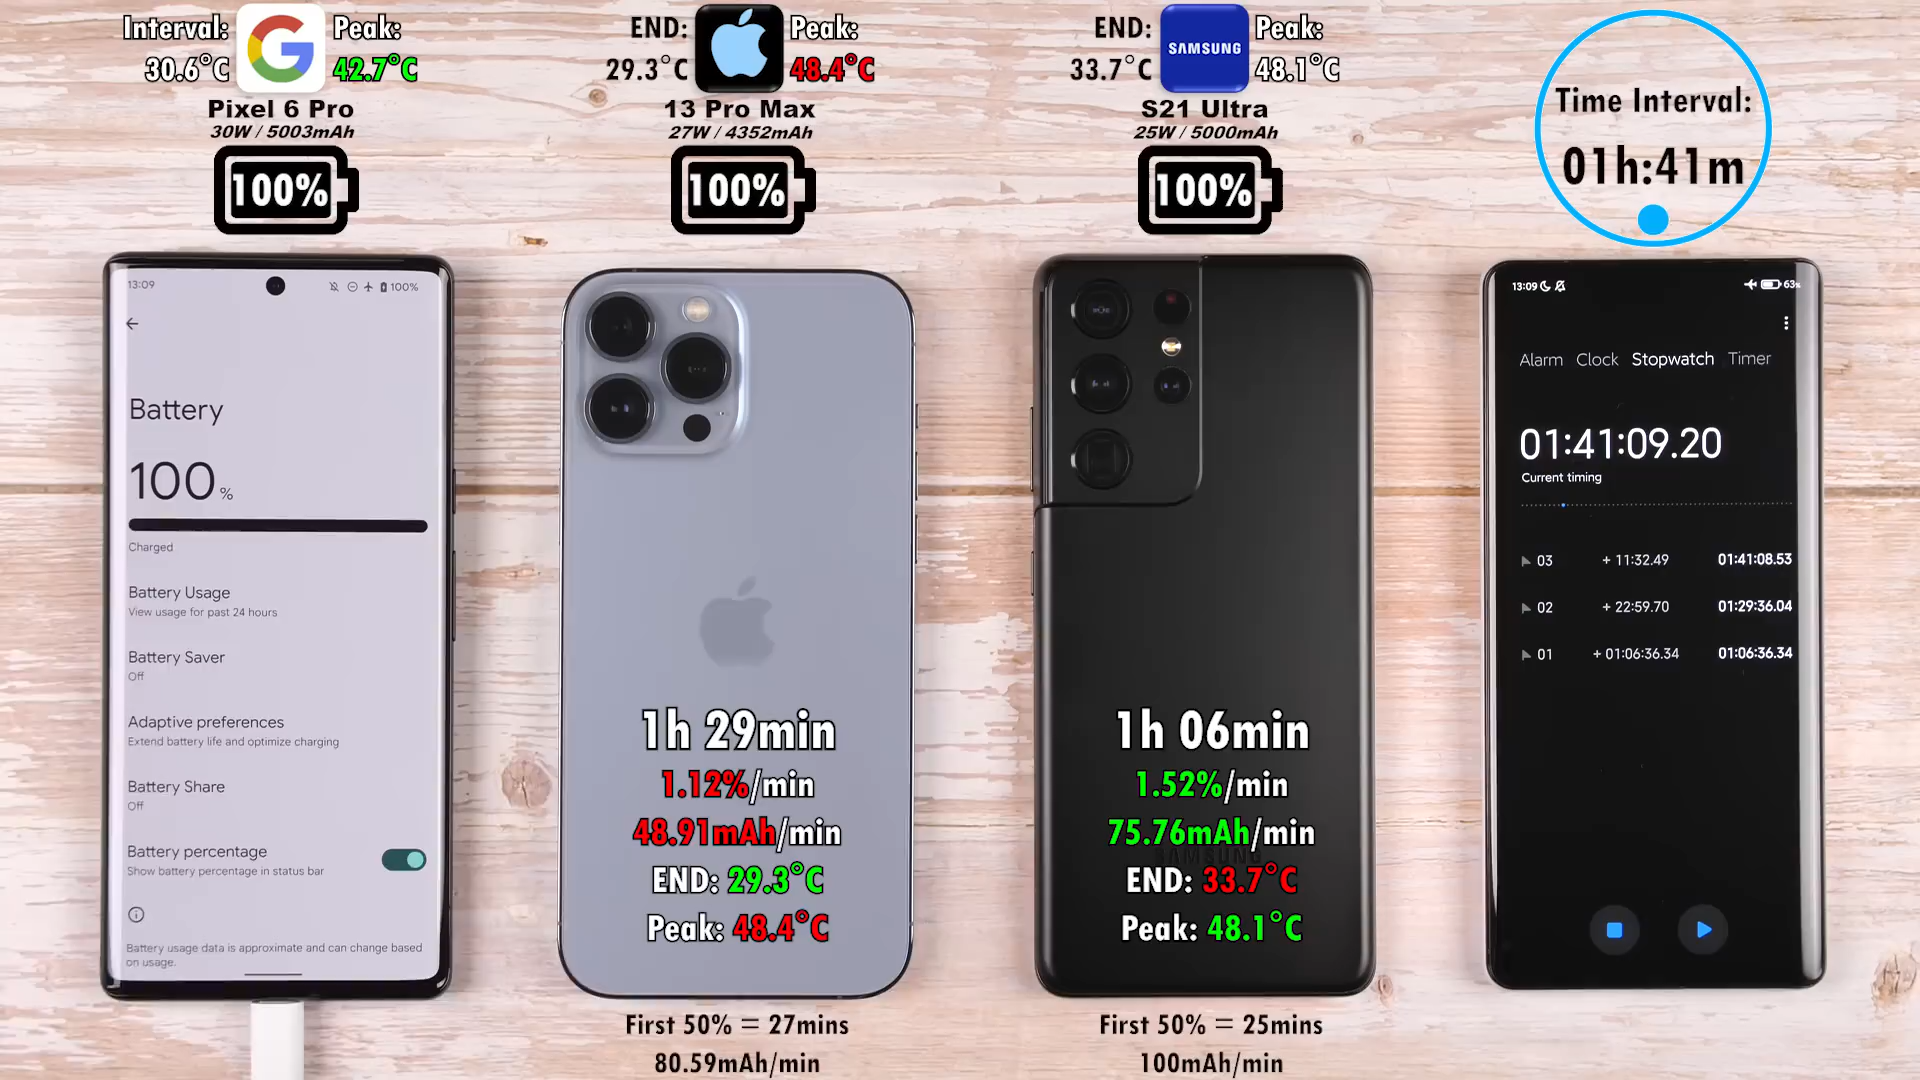 Interval:
30.6°C
Peak:
42.7°C
Pixel 6 Pro
30W / 5003mAh
100%
END:
29.3°C
Peak:
48.4°C
13 Pro Max
27W / 4352mAh
100%
END:
33.7°C
SAMSUNG
Peak:
48.1°C
S21 Ultra
25W / 5000mAh
100%
Time Interval:
01h:41m
13:09
100%
Battery
100 %
Charged
Battery Usage
View usage for past 24 hours
Battery Saver
Off
Adaptive preferences
Extend battery life and optimize charging
Battery Share
Off
Battery percentage
Show battery percentage in status bar
Battery usage data is approximate and can change based
on usage.
1h 29min
1.12%/min
48.91mAh/min
END: 29.3°C
Peak: 48.4°C
First 50% = 27mins
80.59mAh/min
1h 06min
1.52%/min
75.76mAh/min
SAMSUNG
END: 33.7°C
Peak: 48.1°C
First 50% = 25mins
100mAh/min
13:09
63%
Alarm Clock Stopwatch Timer
01:41:09.20
Current timing
03 + 11:32.49 01:41:08.53
02 + 22:59.70 01:29:36.04
01 + 01:06:36.34 01:06:36.34